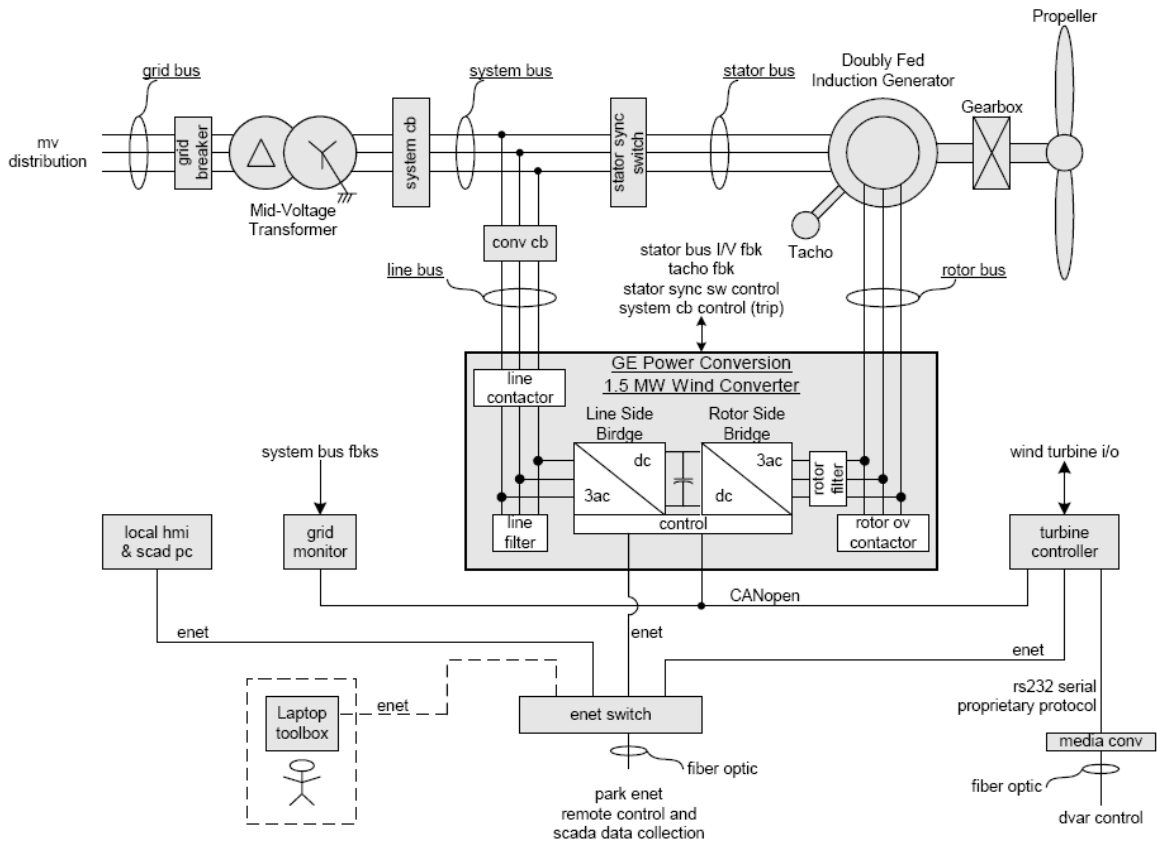 Propeller
Doubly Fed
Induction Generator
grid bus
system bus
stator bus
Gearbox
mv
distribution
grid
breaker
system cb
stator sync
switch
Mid-Voltage
Transformer
conv cb
Tacho
line bus
stator bus I/V fbk
tacho fbk
stator sync sw control
system cb control (trip)
rotor bus
GE Power Conversion
1.5 MW Wind Converter
line
contactor
Line Side
Birdge
Rotor Side
Bridge
dc
3ac
3ac
dc
rotor
filter
control
line
filter
rotor ov
contactor
system bus fbks
wind turbine i/o
local hmi
& scad pc
grid
monitor
turbine
controller
CANopen
enet
enet
enet
Laptop
toolbox
enet
enet switch
rs232 serial
proprietary protocol
media conv
fiber optic
fiber optic
park enet
remote control and
scada data collection
dvar control